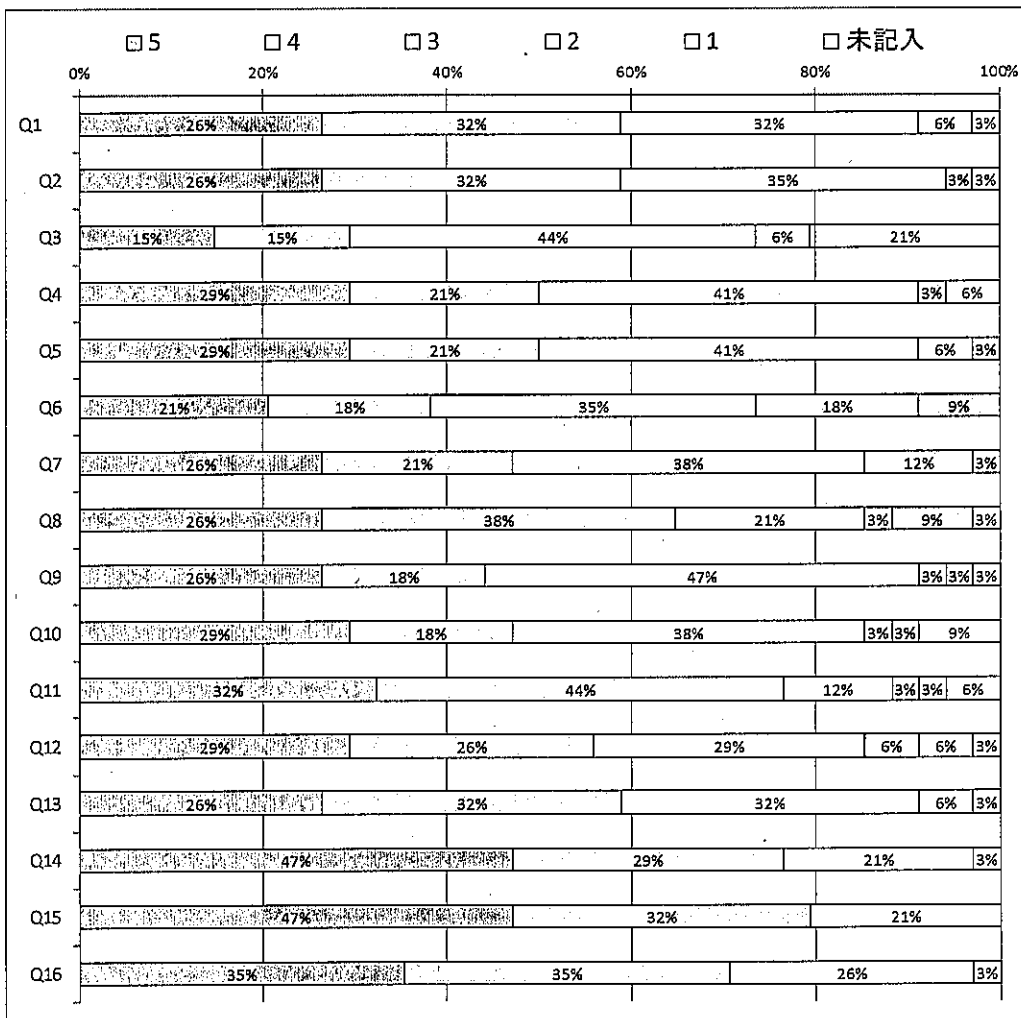 □5 □4 □3 □2 □1 □未記入
0% 20% 40% 60% 80% 100%
Q1 26% 32% 32% 6% 3%
Q2 26% 32% 35% 3% 3%
Q3 15% 15% 44% 6% 21%
Q4 29% 21% 41% 3% 6%
Q5 29% 21% 41% 6% 3%
Q6 21% 18% 35% 18% 9%
Q7 26% 21% 38% 12% 3%
Q8 26% 38% 21% 3% 9% 3%
Q9 26% 18% 47% 3% 3% 3%
Q10 29% 18% 38% 3% 3% 9%
Q11 32% 44% 12% 3% 3% 6%
Q12 29% 26% 29% 6% 6% 3%
Q13 26% 32% 32% 6% 3%
Q14 47% 29% 21% 3%
Q15 47% 32% 21%
Q16 35% 35% 26% 3%